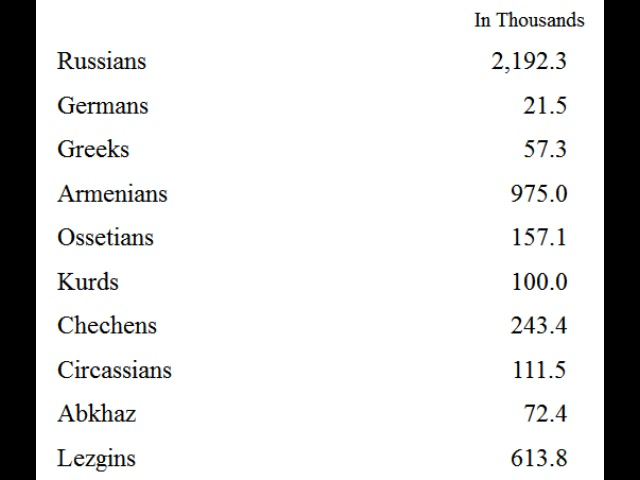 In Thousands
Russians 2,192.3
Germans 21.5
Greeks 57.3
Armenians 975.0
Ossetians 157.1
Kurds 100.0
Chechens 243.4
Circassians 111.5
Abkhaz 72.4
Lezgins 613.8